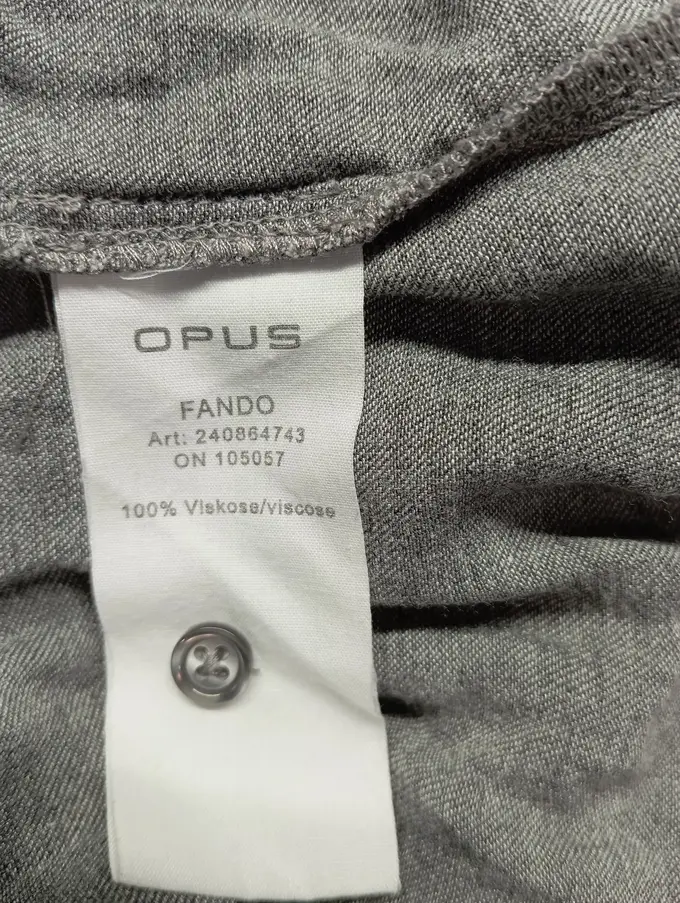 OPUS
FANDO
Art: 240864743
ON 105057
100% Viskose/viscose